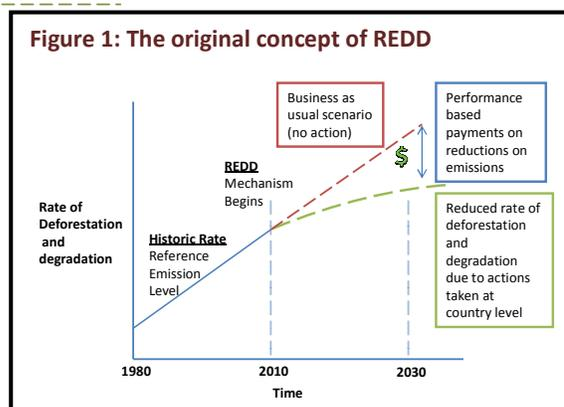 Figure 1: The original concept of REDD
Business as
usual scenario
(no action)
Performance
based
payments on
reductions on
emissions
$
REDD
Mechanism
Begins
Rate of
Deforestation
and
degradation
Historic Rate
Reference
Emission
Level
Reduced rate of
deforestation
and
degradation
due to actions
taken at
country level
1980
2010
2030
Time